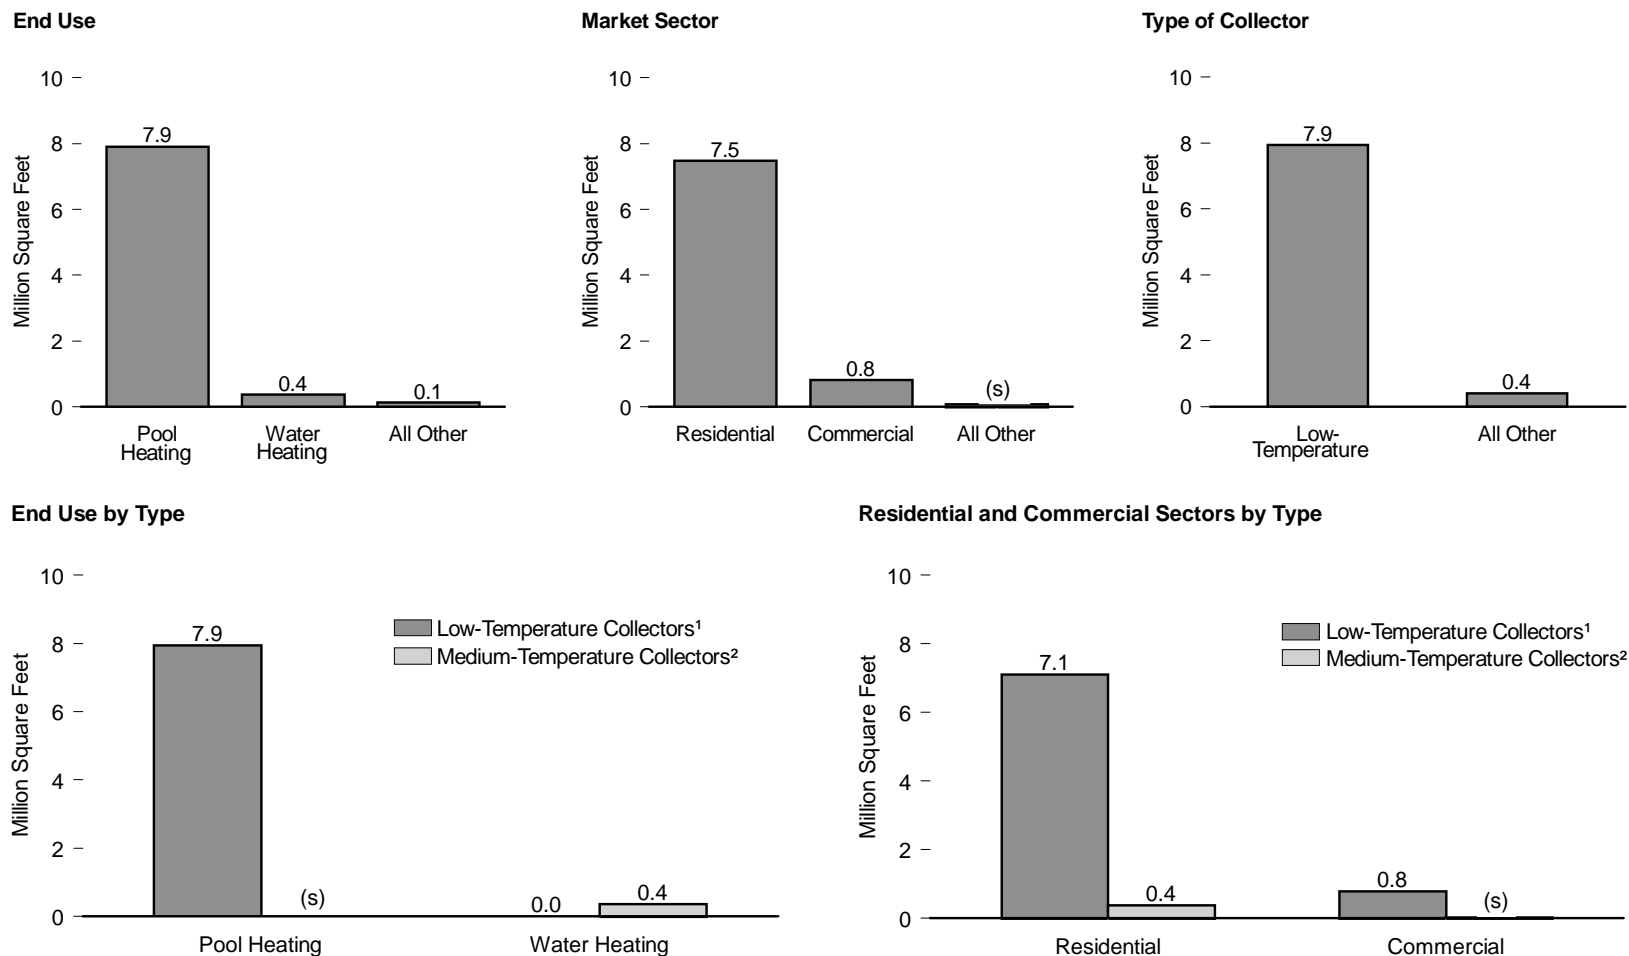 End Use
Market Sector
Type of Collector
10
8
6
4
2
0
Million Square Feet
7.9
0.4
0.1
Pool
Heating
Water
Heating
All Other
10
8
6
4
2
0
Million Square Feet
7.5
0.8
(s)
Residential
Commercial
All Other
10
8
6
4
2
0
Million Square Feet
7.9
0.4
Low-
Temperature
All Other
End Use by Type
Residential and Commercial Sectors by Type
10
8
6
4
2
0
Million Square Feet
Low-Temperature Collectors¹
Medium-Temperature Collectors²
7.9
(s)
0.0
0.4
Pool Heating
Water Heating
10
8
6
4
2
0
Million Square Feet
Low-Temperature Collectors¹
Medium-Temperature Collectors²
7.1
0.4
0.8
(s)
Residential
Commercial